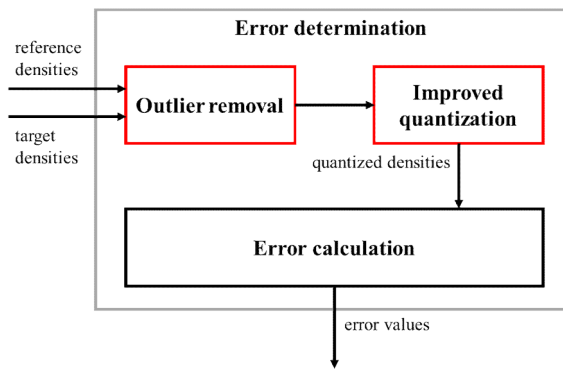 Error determination
reference
densities
Outlier removal
Improved
quantization
target
densities
quantized densities
Error calculation
error values